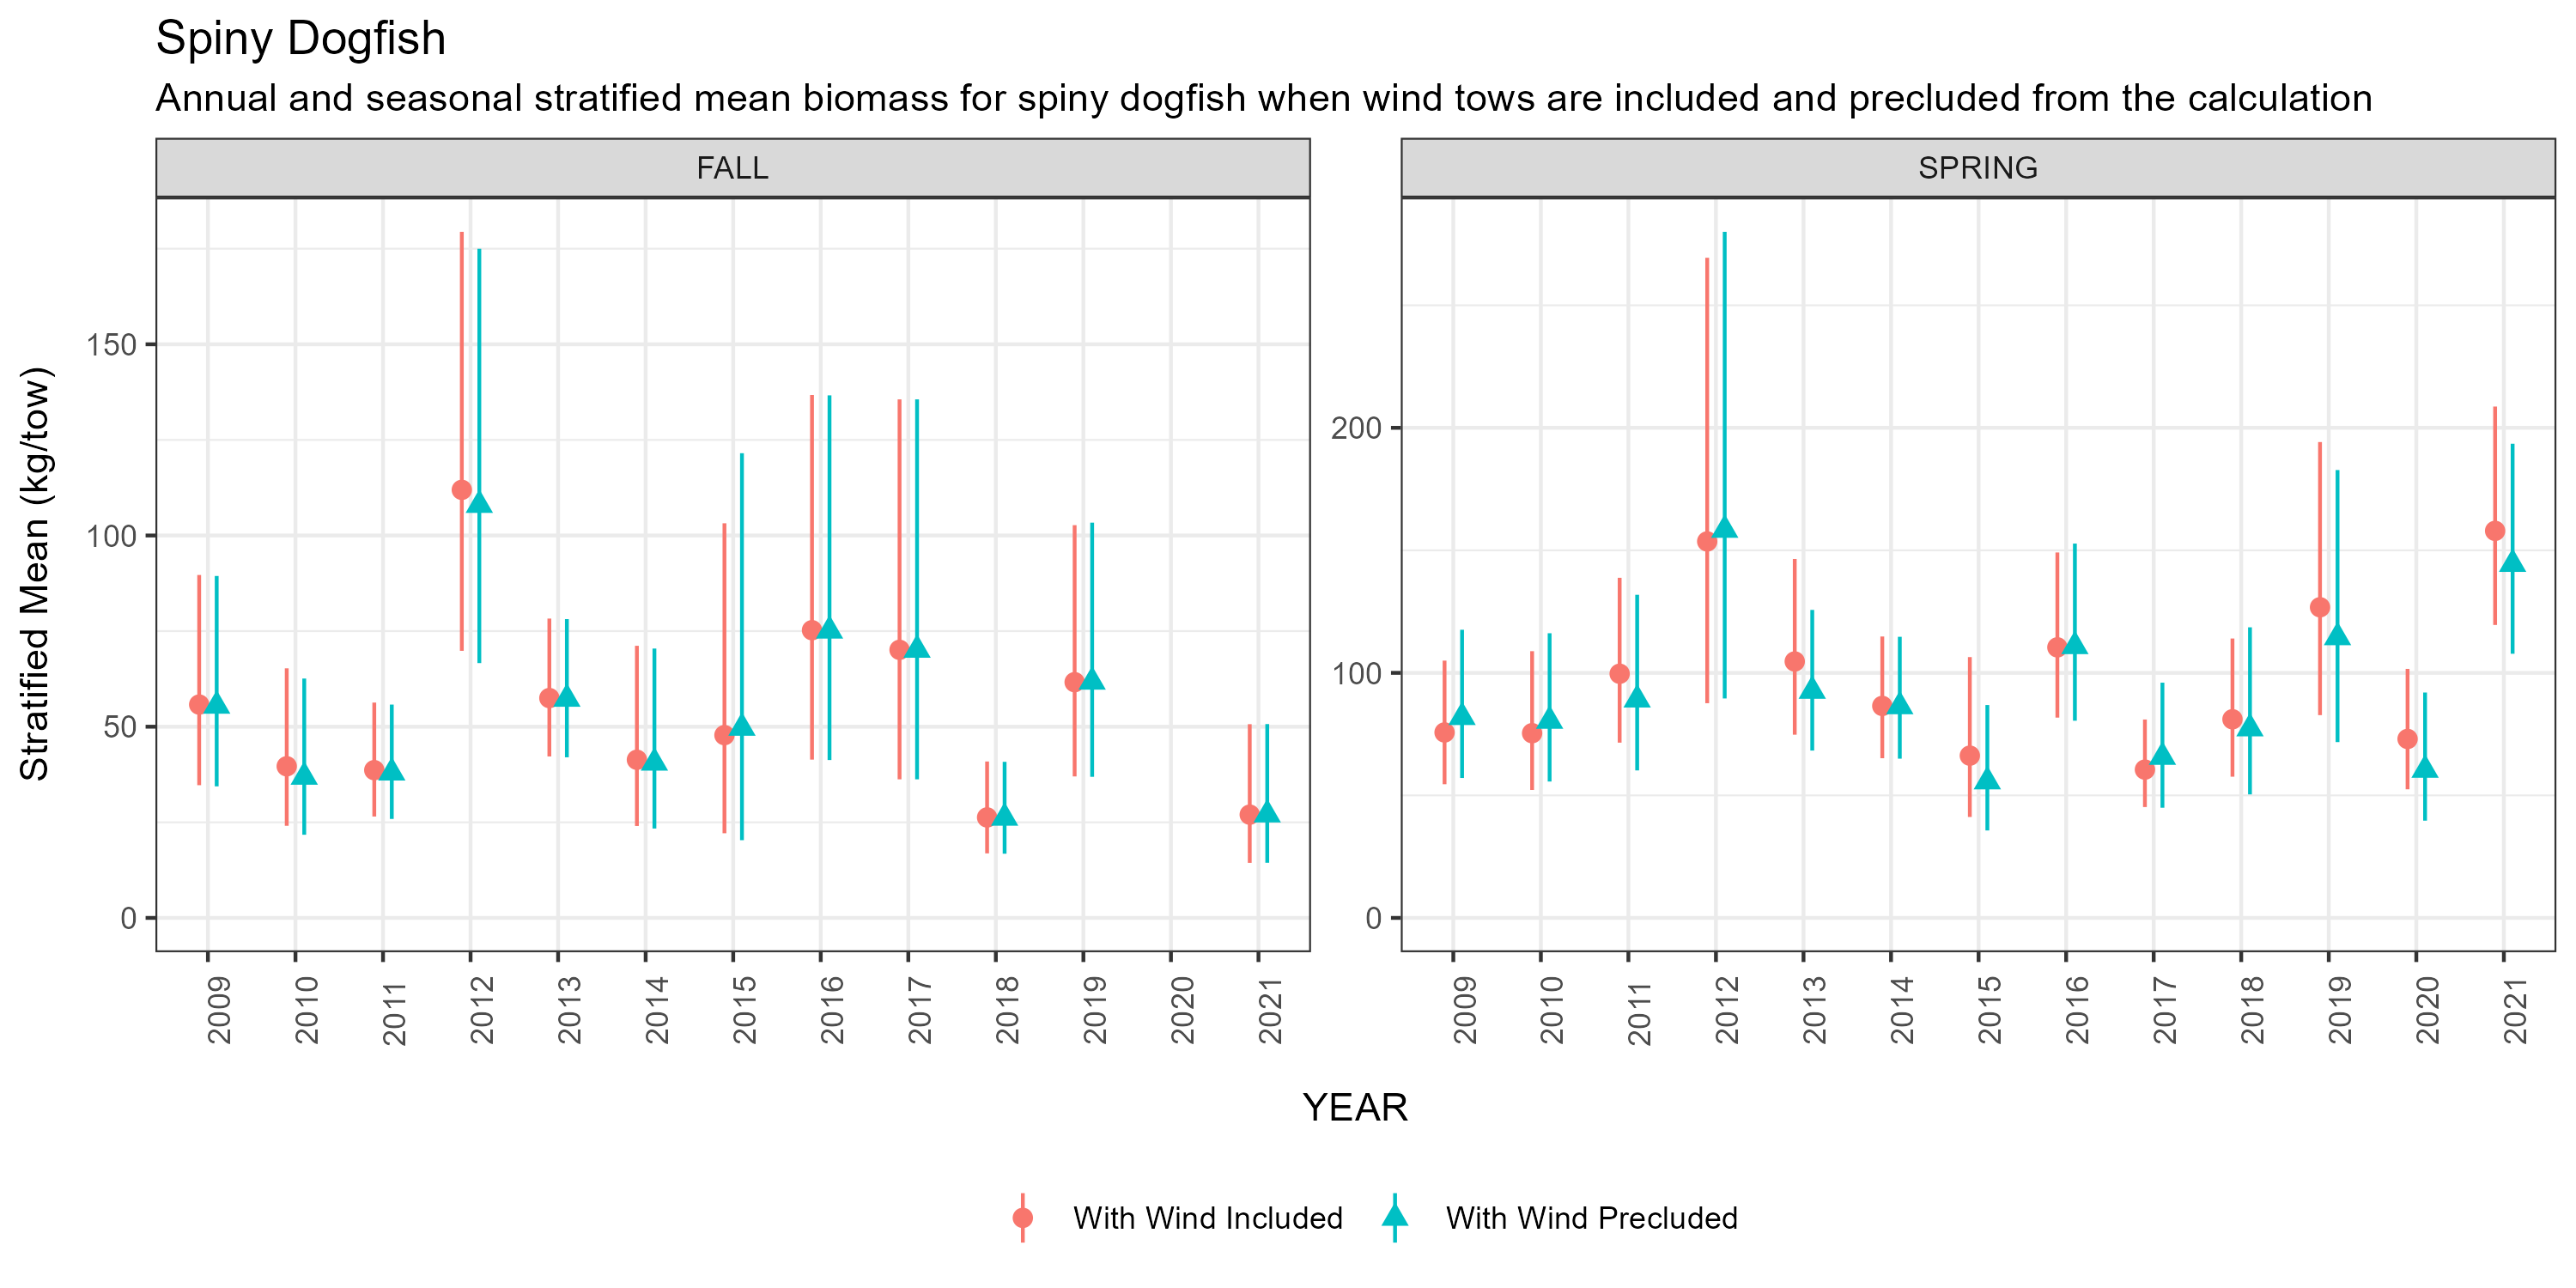 Spiny Dogfish
Annual and seasonal stratified mean biomass for spiny dogfish when wind tows are included and precluded from the calculation
FALL
SPRING
Stratified Mean (kg/tow)
150
100
50
0
200
100
0
2009 2010 2011 2012 2013 2014 2015 2016 2017 2018 2019 2020 2021
2009 2010 2011 2012 2013 2014 2015 2016 2017 2018 2019 2020 2021
YEAR
With Wind Included
With Wind Precluded